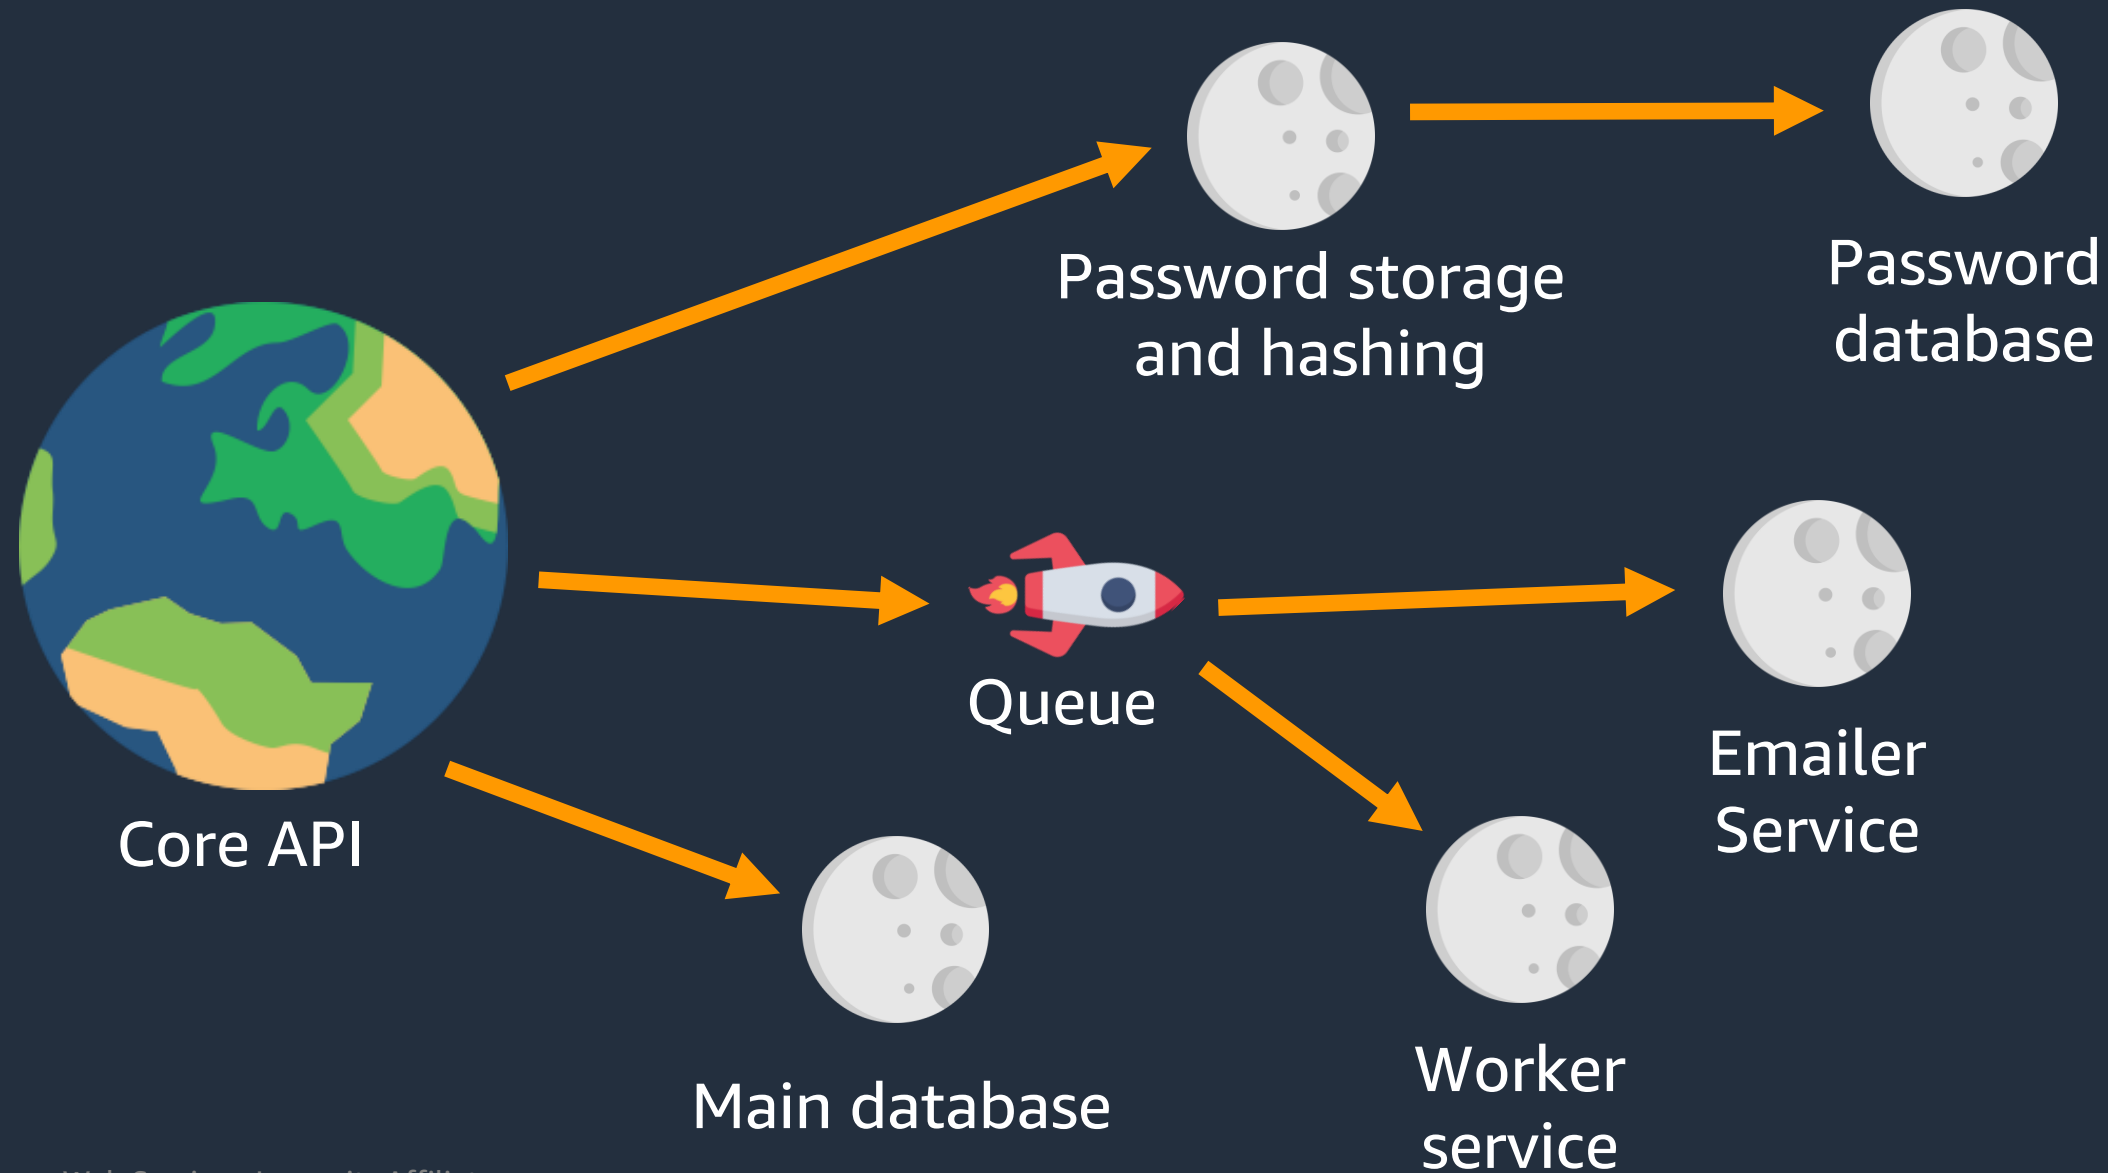 Password storage
and hashing
Password
database
Core API
Queue
Emailer
Service
Main database
Worker
service